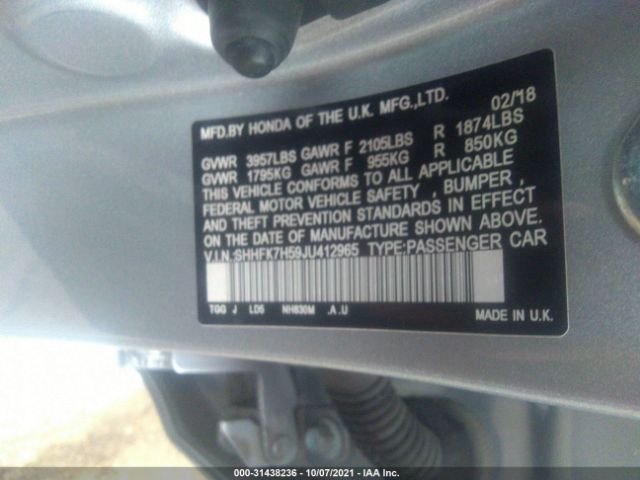 MFD.BY HONDA OF THE U.K. MFG.,LTD. 02/18
GVWR 3957LBS GAWR F 2105LBS R 1874LBS
GVWR 1795KG GAWR F 955KG R 850KG
THIS VEHICLE CONFORMS TO ALL APPLICABLE
FEDERAL MOTOR VEHICLE SAFETY , BUMPER ,
AND THEFT PREVENTION STANDARDS IN EFFECT
ON THE DATE OF MANUFACTURE SHOWN ABOVE.
V.I.N.:SHHFK7H59JU412965 TYPE:PASSENGER CAR
TGG J LD5 NH830M .A.U
MADE IN U.K.
000-31438236 - 10/07/2021 - IAA Inc.